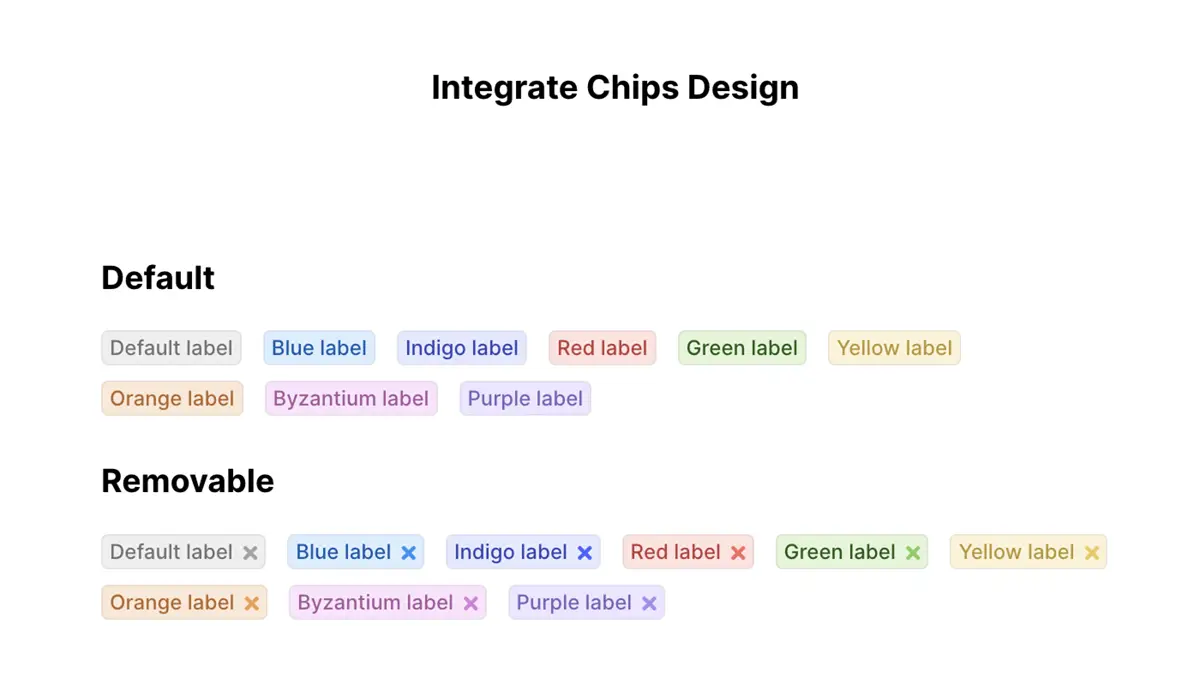 Integrate Chips Design
Default
Default label Blue label Indigo label Red label Green label Yellow label
Orange label Byzantium label Purple label
Removable
Default label Blue label Indigo label Red label Green label Yellow label
Orange label Byzantium label Purple label